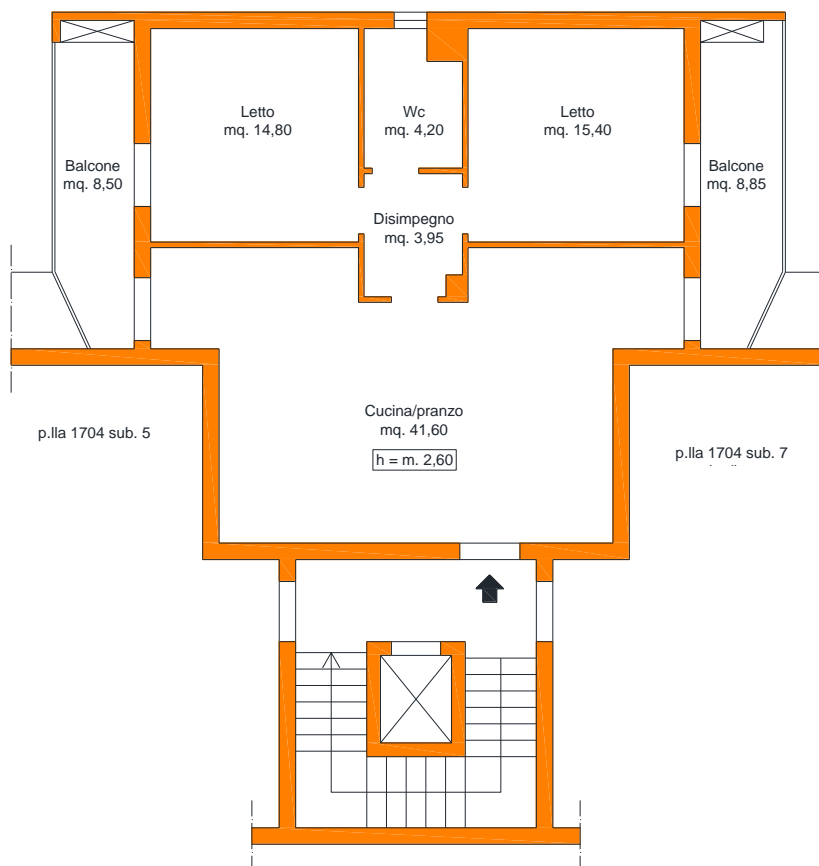 Letto
mq. 14,80
Wc
mq. 4,20
Letto
mq. 15,40
Balcone
mq. 8,50
Balcone
mq. 8,85
Disimpegno
mq. 3,95
Cucina/pranzo
mq. 41,60
h = m. 2,60
p.lla 1704 sub. 5
p.lla 1704 sub. 7